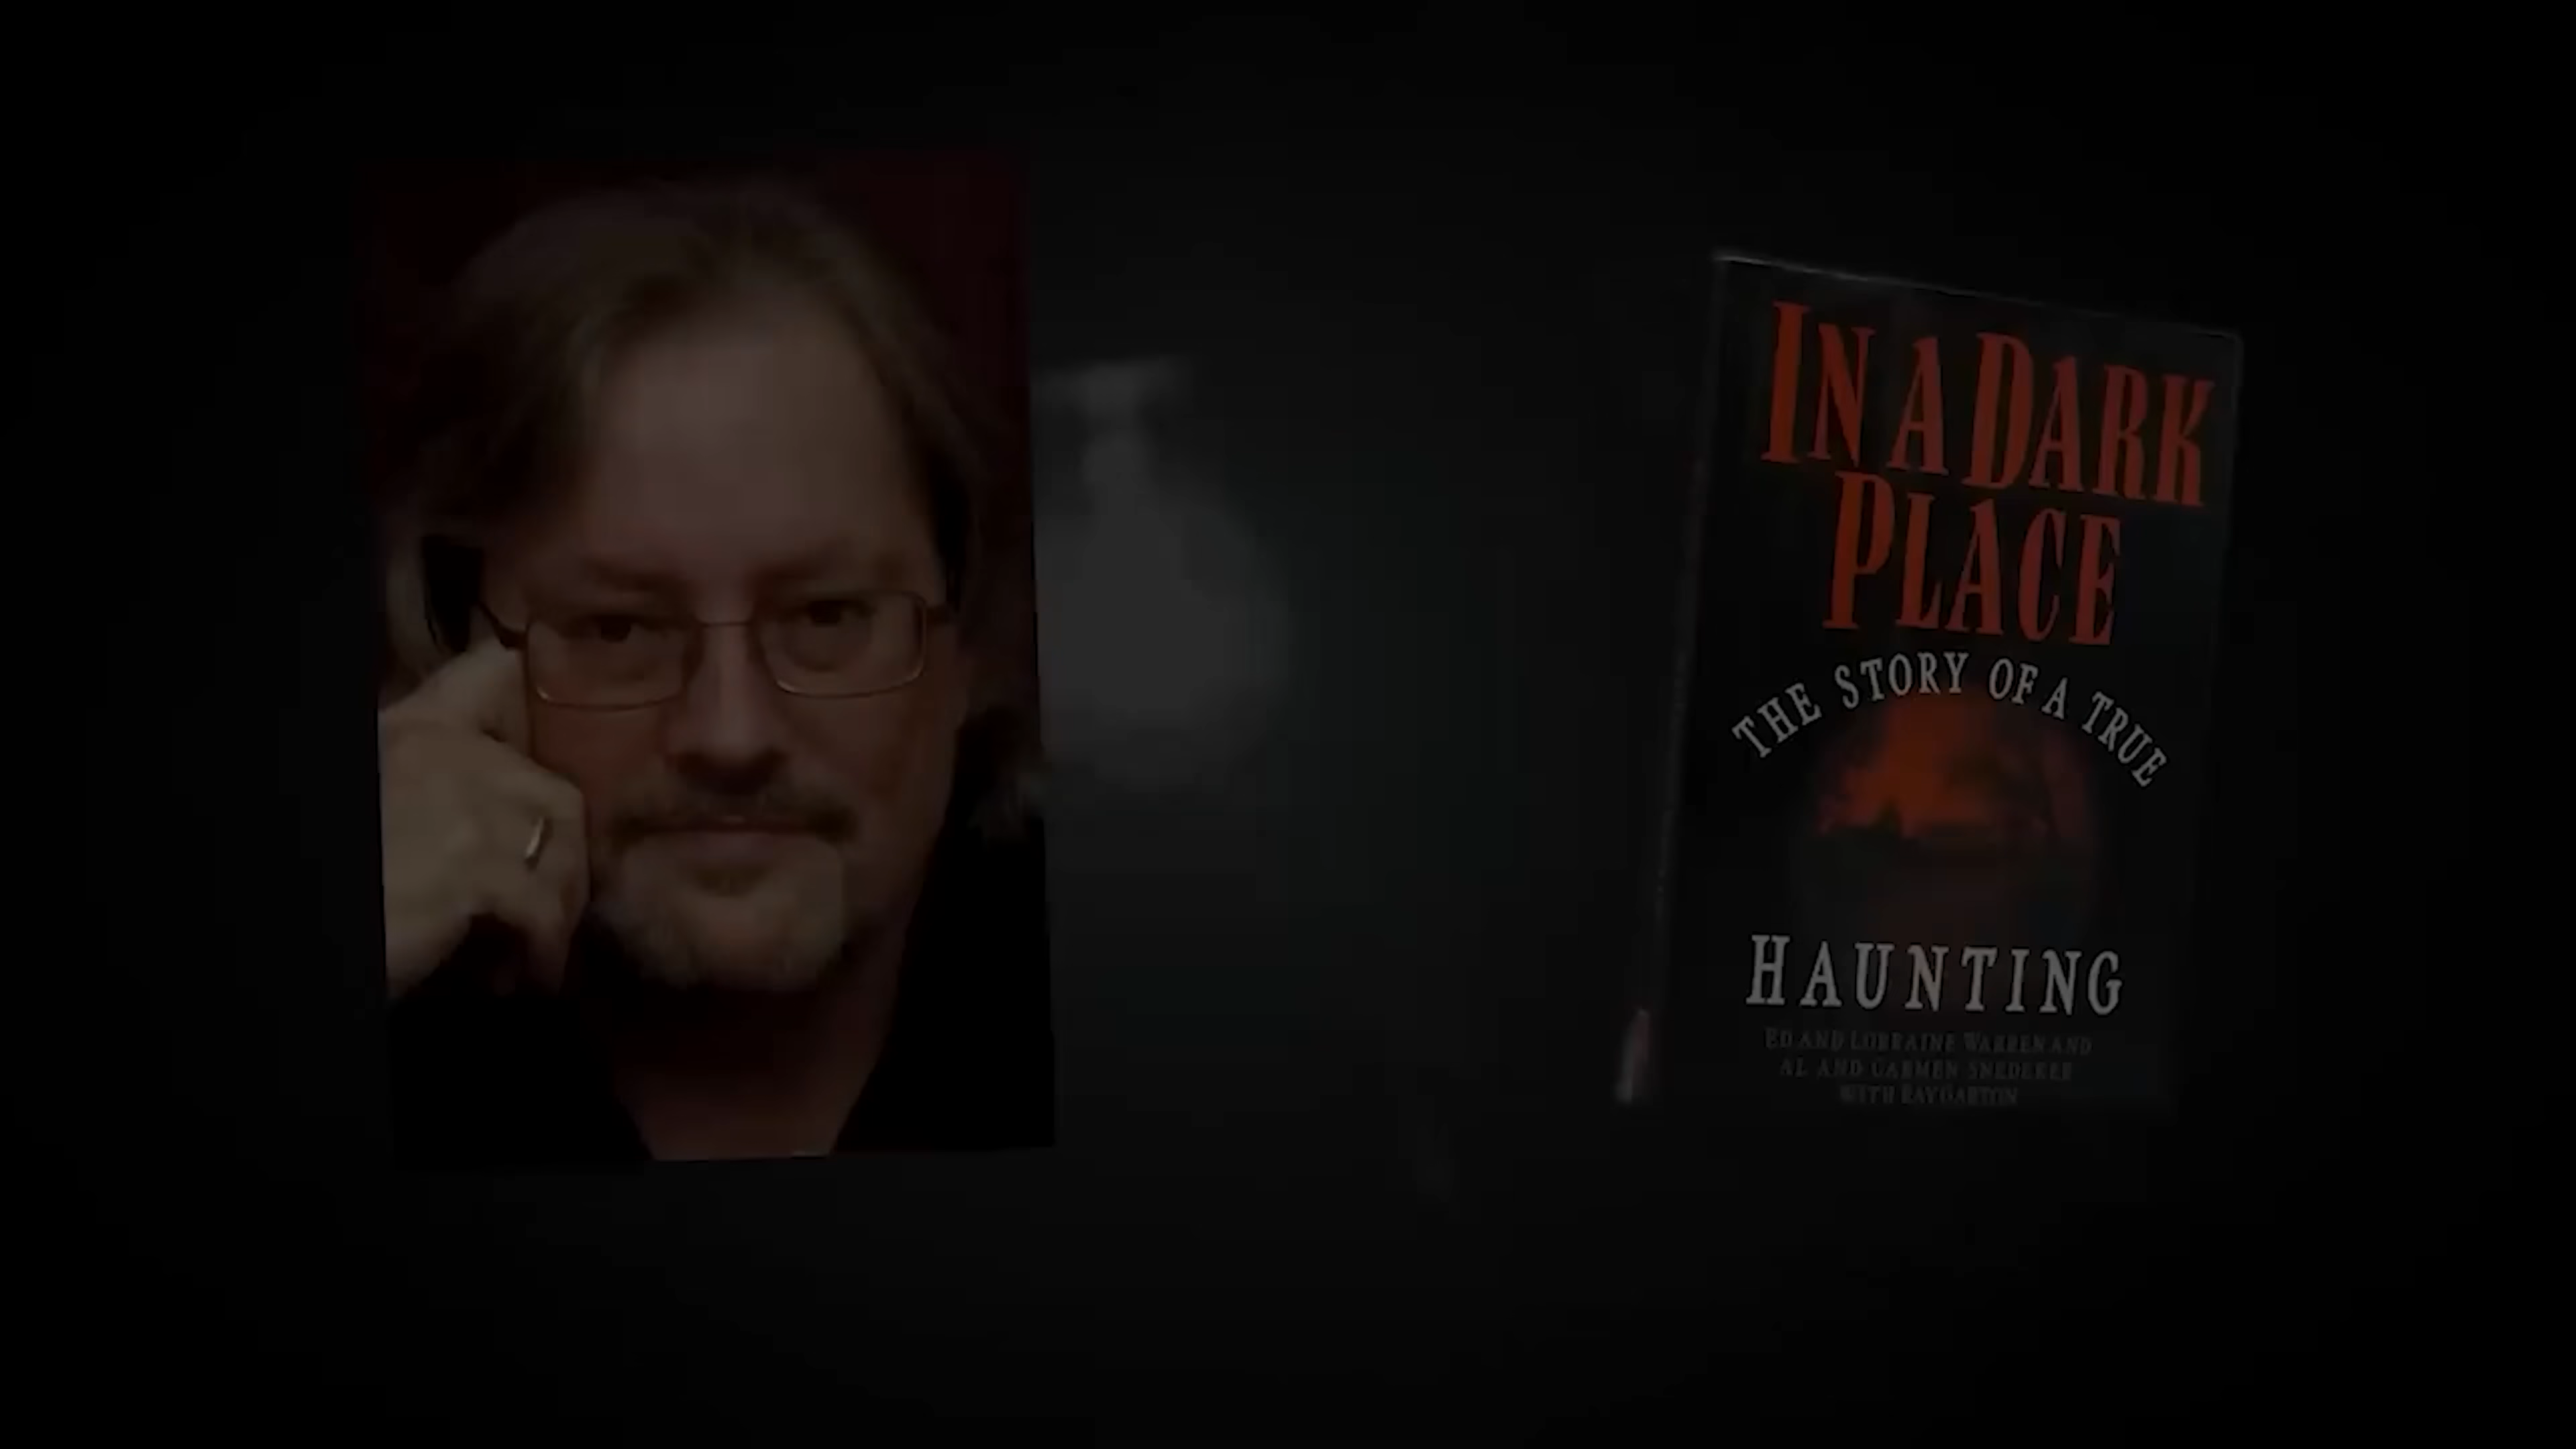 IN A DARK
PLACE
THE STORY OF A TRUE
HAUNTING
ED AND LORRAINE WARREN AND
AL AND CARMEN SNEDEKER
WITH RAY GARTON